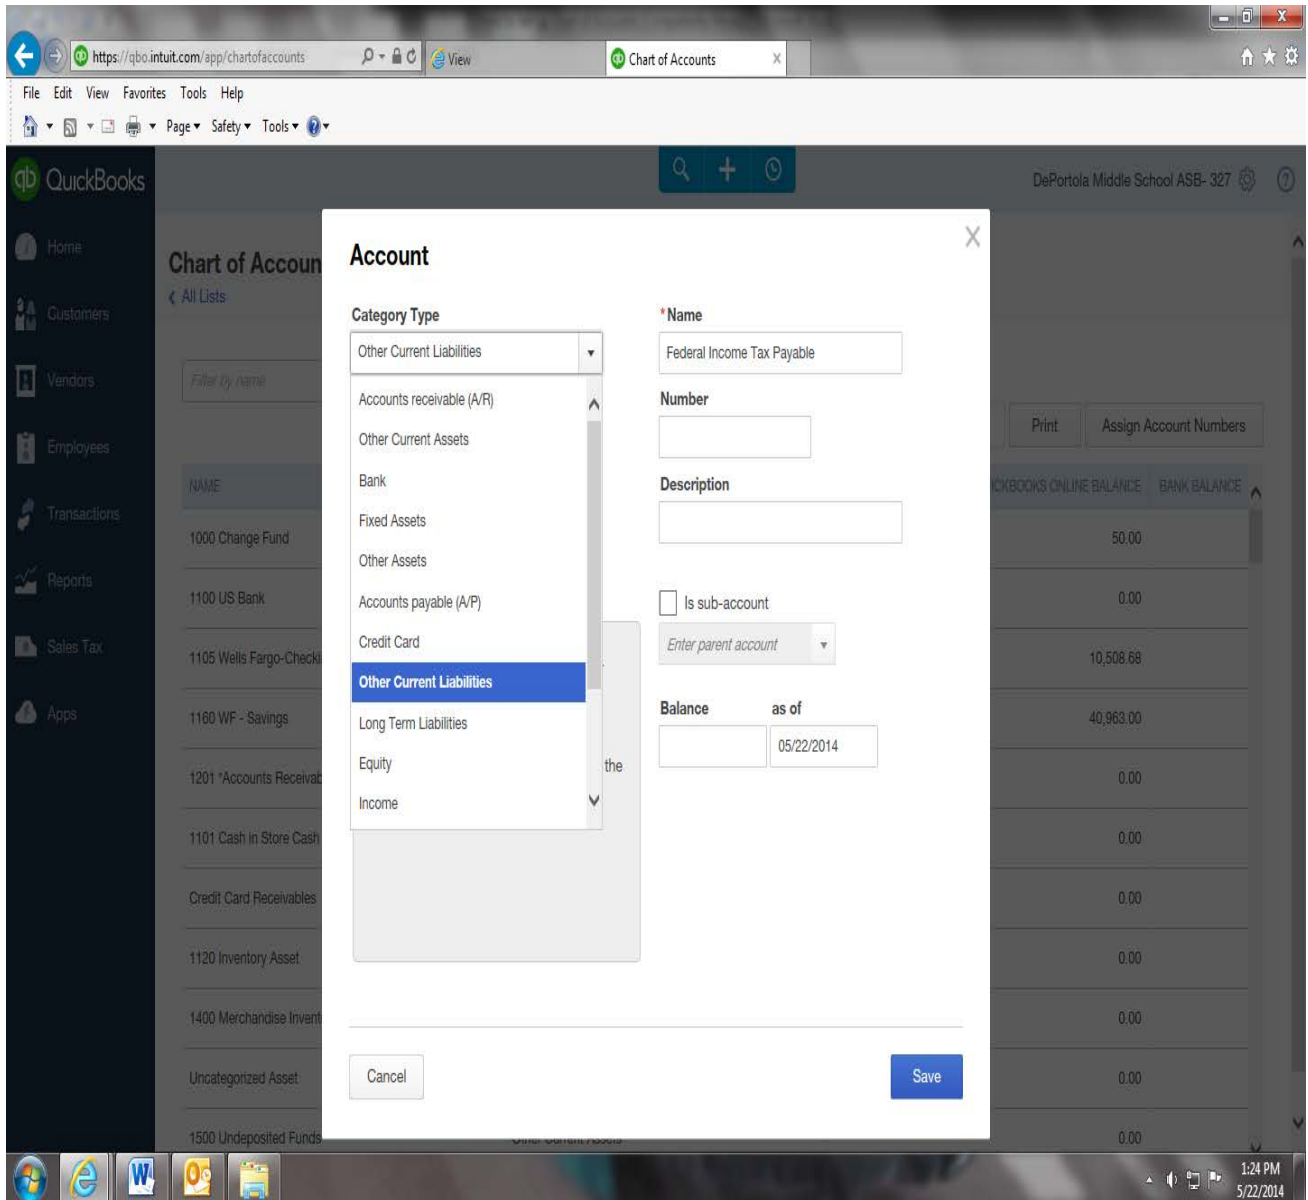 https://qbo.intuit.com/app/chartofaccounts
View
Chart of Accounts
File Edit View Favorites Tools Help
Page Safety Tools
qb QuickBooks
DePortola Middle School ASB- 327
Home
Customers
Vendors
Employees
Transactions
Reports
Sales Tax
Apps
Chart of Accoun
All Lists
Filter by name
Print
Assign Account Numbers
NAME
ICKBOOKS ONLINE BALANCE
BANK BALANCE
1000 Change Fund
50.00
1100 US Bank
0.00
1105 Wells Fargo-Checki
10,508.68
1160 WF - Savings
40,963.00
1201 *Accounts Receivab
0.00
1101 Cash in Store Cash
0.00
Credit Card Receivables
0.00
1120 Inventory Asset
0.00
1400 Merchandise Invent
0.00
Uncategorized Asset
0.00
1500 Undeposited Funds
Other Current Assets
0.00
Account
X
Category Type
Other Current Liabilities
Accounts receivable (A/R)
Other Current Assets
Bank
Fixed Assets
Other Assets
Accounts payable (A/P)
Credit Card
Other Current Liabilities
Long Term Liabilities
Equity
Income
the
*Name
Federal Income Tax Payable
Number
Description
Is sub-account
Enter parent account
Balance as of
05/22/2014
Cancel
Save
1:24 PM
5/22/2014